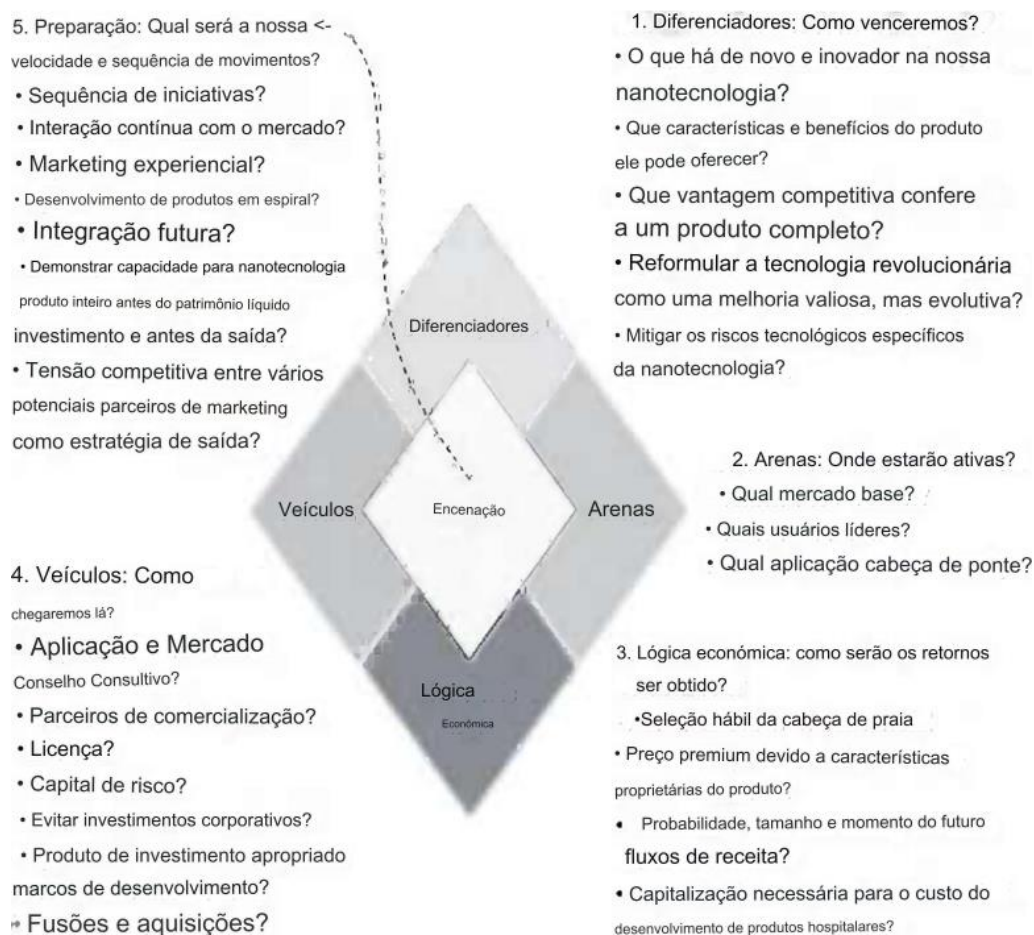 5. Preparação: Qual será a nossa <-
velocidade e sequência de movimentos?
• Sequência de iniciativas?
• Interação contínua com o mercado?
• Marketing experiencial?
• Desenvolvimento de produtos em espiral?
• Integração futura?
• Demonstrar capacidade para nanotecnologia
produto inteiro antes do patrimônio líquido
investimento e antes da saída?
• Tensão competitiva entre vários
potenciais parceiros de marketing
como estratégia de saída?
1. Diferenciadores: Como venceremos?
• O que há de novo e inovador na nossa
nanotecnologia?
• Que características e benefícios do produto
ele pode oferecer?
• Que vantagem competitiva confere
a um produto completo?
• Reformular a tecnologia revolucionária
como uma melhoria valiosa, mas evolutiva?
• Mitigar os riscos tecnológicos específicos
da nanotecnologia?
Diferenciadores
Veículos
Encenação
Arenas
Lógica
Económica
2. Arenas: Onde estarão ativas?
• Qual mercado base?
• Quais usuários líderes?
• Qual aplicação cabeça de ponte?
4. Veículos: Como
chegaremos lá?
• Aplicação e Mercado
Conselho Consultivo?
• Parceiros de comercialização?
• Licença?
• Capital de risco?
• Evitar investimentos corporativos?
• Produto de investimento apropriado
marcos de desenvolvimento?
• Fusões e aquisições?
3. Lógica económica: como serão os retornos
ser obtido?
•Seleção hábil da cabeça de praia
• Preço premium devido a características
proprietárias do produto?
• Probabilidade, tamanho e momento do futuro
fluxos de receita?
• Capitalização necessária para o custo do
desenvolvimento de produtos hospitalares?